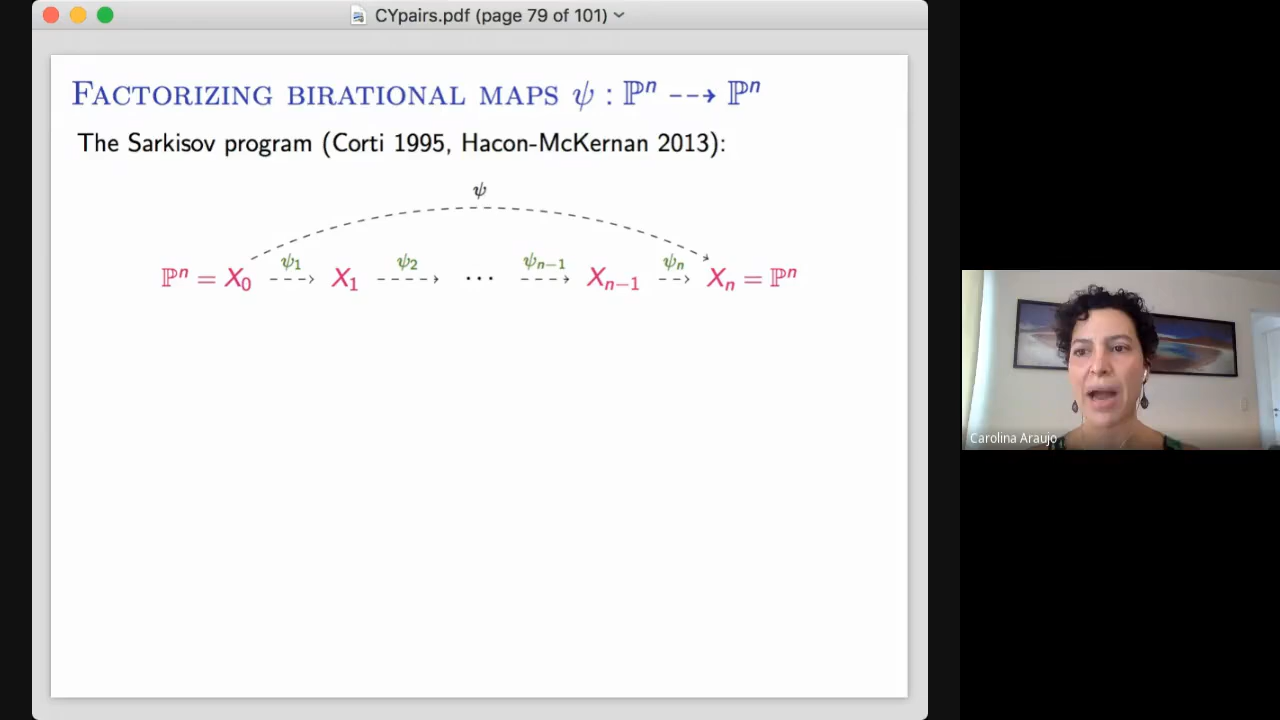 CYpairs.pdf (page 79 of 101)
FACTORIZING BIRATIONAL MAPS ψ : ℙⁿ ⇢ ℙⁿ
The Sarkisov program (Corti 1995, Hacon-McKernan 2013):
ψ
ψ₁ ψ₂ ψₙ₋₁ ψₙ
ℙⁿ = X₀ ⇢ X₁ ⇢ ⋯ ⇢ Xₙ₋₁ ⇢ Xₙ = ℙⁿ
Carolina Araujo